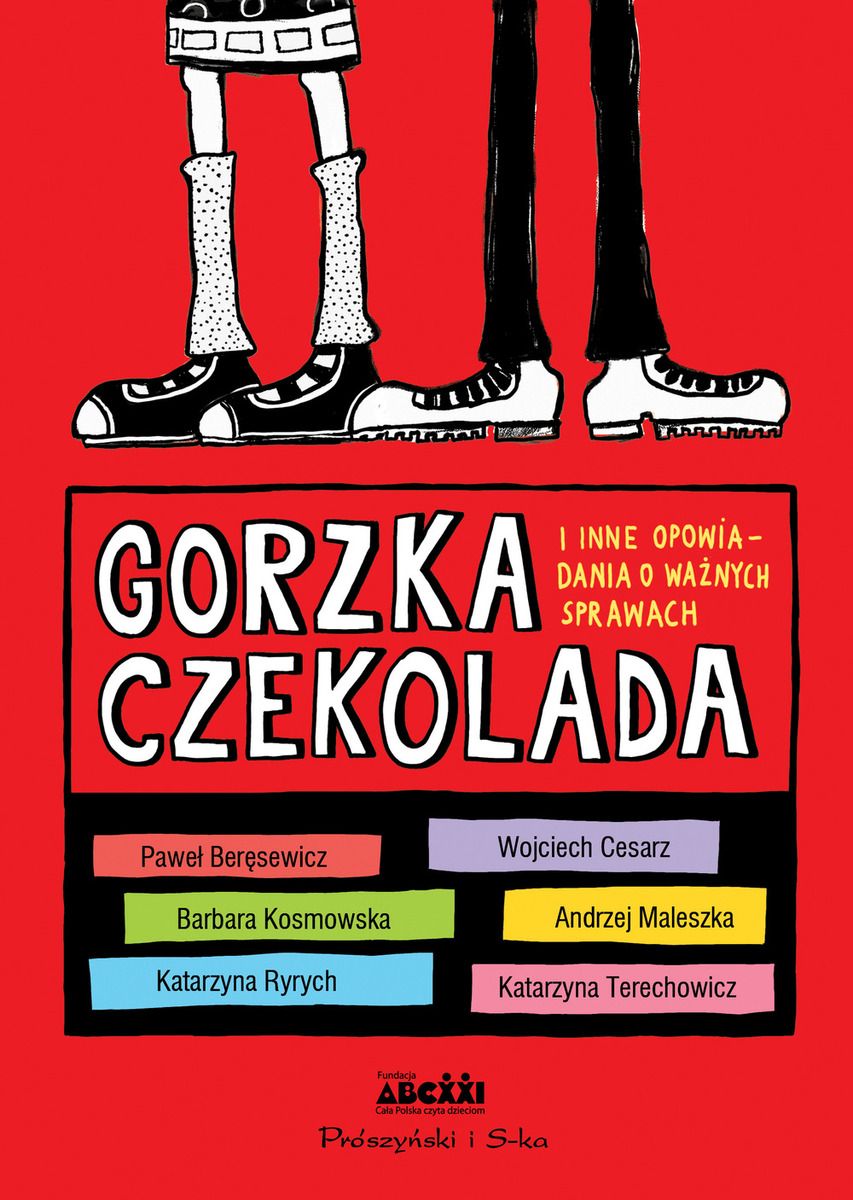 GORZKA
CZEKOLADA
I INNE OPOWIA-
DANIA O WAŻNYCH
SPRAWACH
Paweł Beręsewicz
Wojciech Cesarz
Barbara Kosmowska
Andrzej Maleszka
Katarzyna Ryrych
Katarzyna Terechowicz
Fundacja
ABCXXI
Cała Polska czyta dzieciom
Prószyński i S-ka